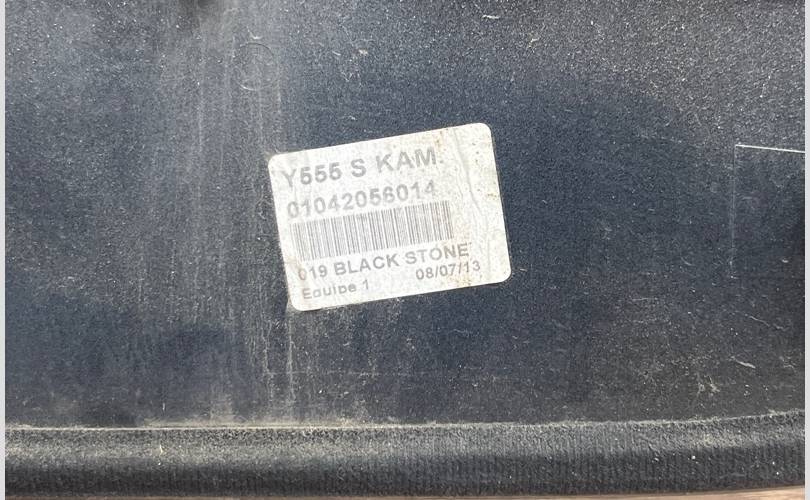 Y555 S KAM.
01042056014
019 BLACK STONE
08/07/13
Equipe 1